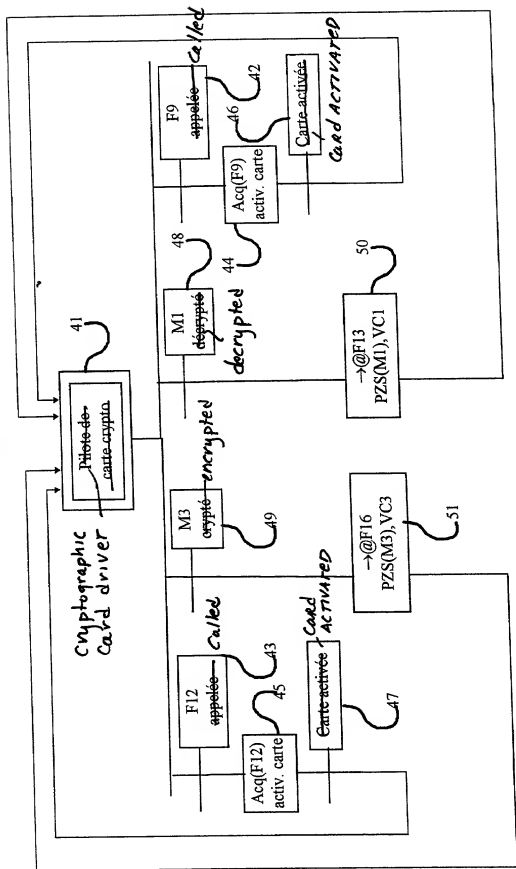 41
Pilote de
carte crypto
Cryptographic
Card driver
F12
appelée
Called
43
Acq(F12)
activ. carte
45
Carte activée
Card
ACTIVATED
47
M3
crypté
encrypted
49
→@F16
PZS(M3), VC3
51
M1
décrypté
decrypted
48
→@F13
PZS(M1), VC1
50
F9
appelée
Called
42
Acq(F9)
activ. carte
44
46
Carte activée
Card ACTIVATED